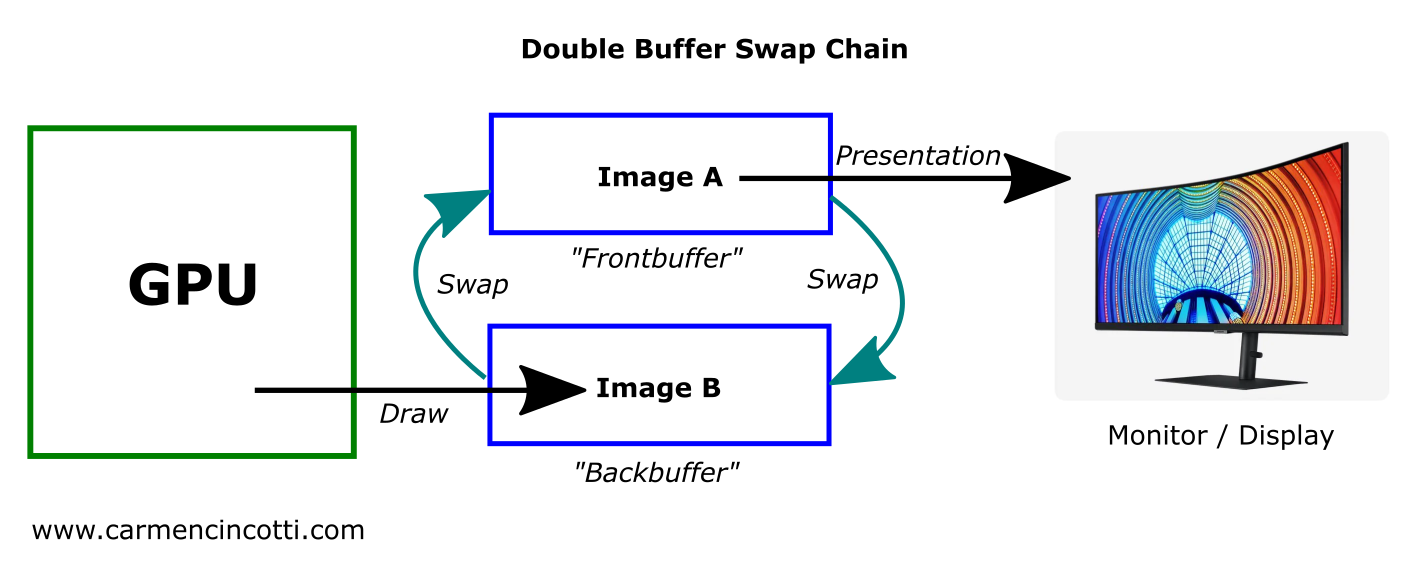 Double Buffer Swap Chain
Image A
Presentation
"Frontbuffer"
GPU
Swap
Swap
Image B
Draw
"Backbuffer"
Monitor / Display
www.carmencincotti.com